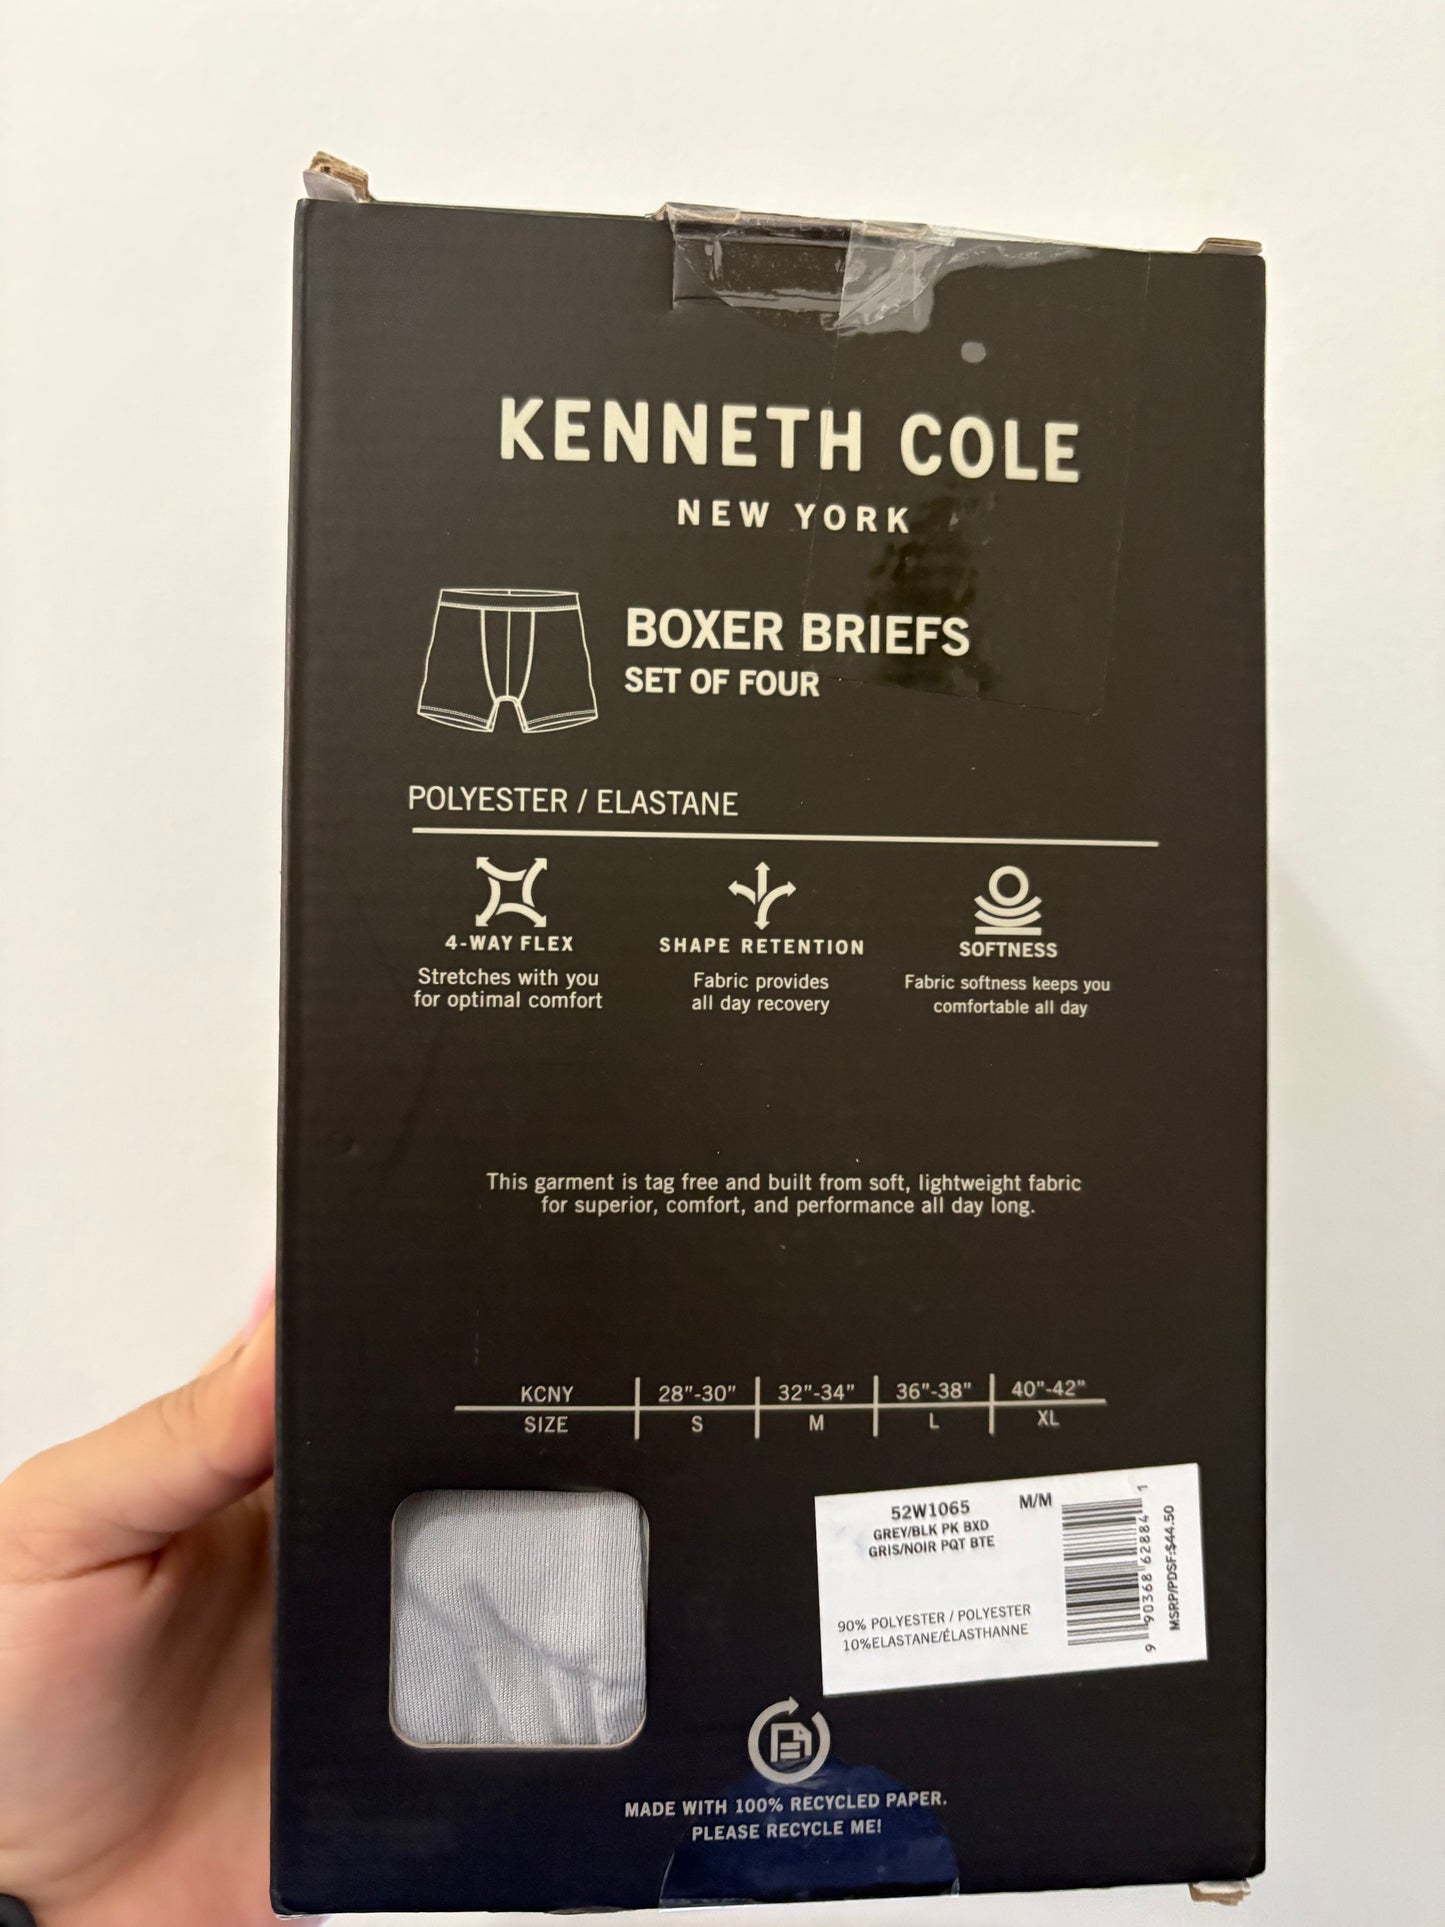 KENNETH COLE
NEW YORK
BOXER BRIEFS
SET OF FOUR
POLYESTER / ELASTANE
4-WAY FLEX
Stretches with you
for optimal comfort
SHAPE RETENTION
Fabric provides
all day recovery
SOFTNESS
Fabric softness keeps you
comfortable all day
This garment is tag free and built from soft, lightweight fabric
for superior, comfort, and performance all day long.
KCNY 28"-30" 32"-34" 36"-38" 40"-42"
SIZE S M L XL
52W1065 M/M
GREY/BLK PK BXD
GRIS/NOIR PQT BTE
90% POLYESTER / POLYESTER
10%ELASTANE/ÉLASTHANNE
9 90368 62884 1
MSRP/PDSF:$44.50
MADE WITH 100% RECYCLED PAPER.
PLEASE RECYCLE ME!